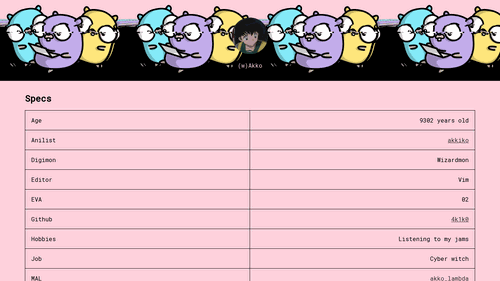 (w)Akko
Specs
Age 9302 years old
Anilist akkiko
Digimon Wizardmon
Editor Vim
EVA 02
Github 4k1k0
Hobbies Listening to my jams
Job Cyber witch
MAL akko_lambda